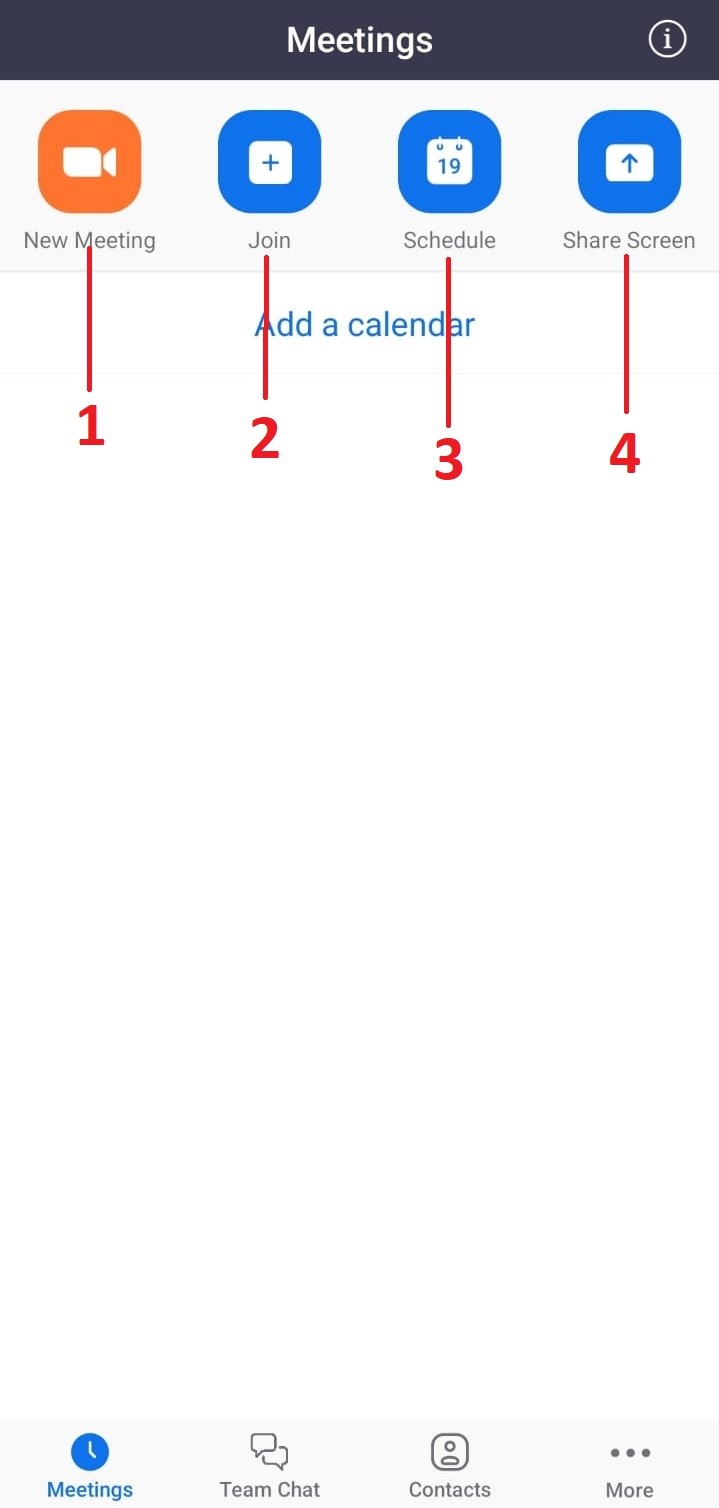 Meetings
19
New Meeting Join Schedule Share Screen
Add a calendar
1 2 3 4
Meetings Team Chat Contacts More